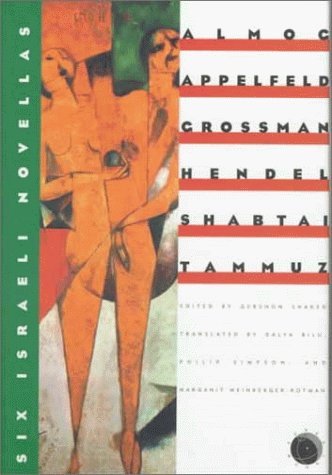 SIX ISRAELI NOVELLAS
ALMOG
APPELFELD
GROSSMAN
HENDEL
SHABTAI
TAMMUZ
EDITED BY GERSHON SHAKED
TRANSLATED BY DALYA BILU,
PHILIP SIMPSON, AND
MARGANIT WEINBERGER-ROTMAN